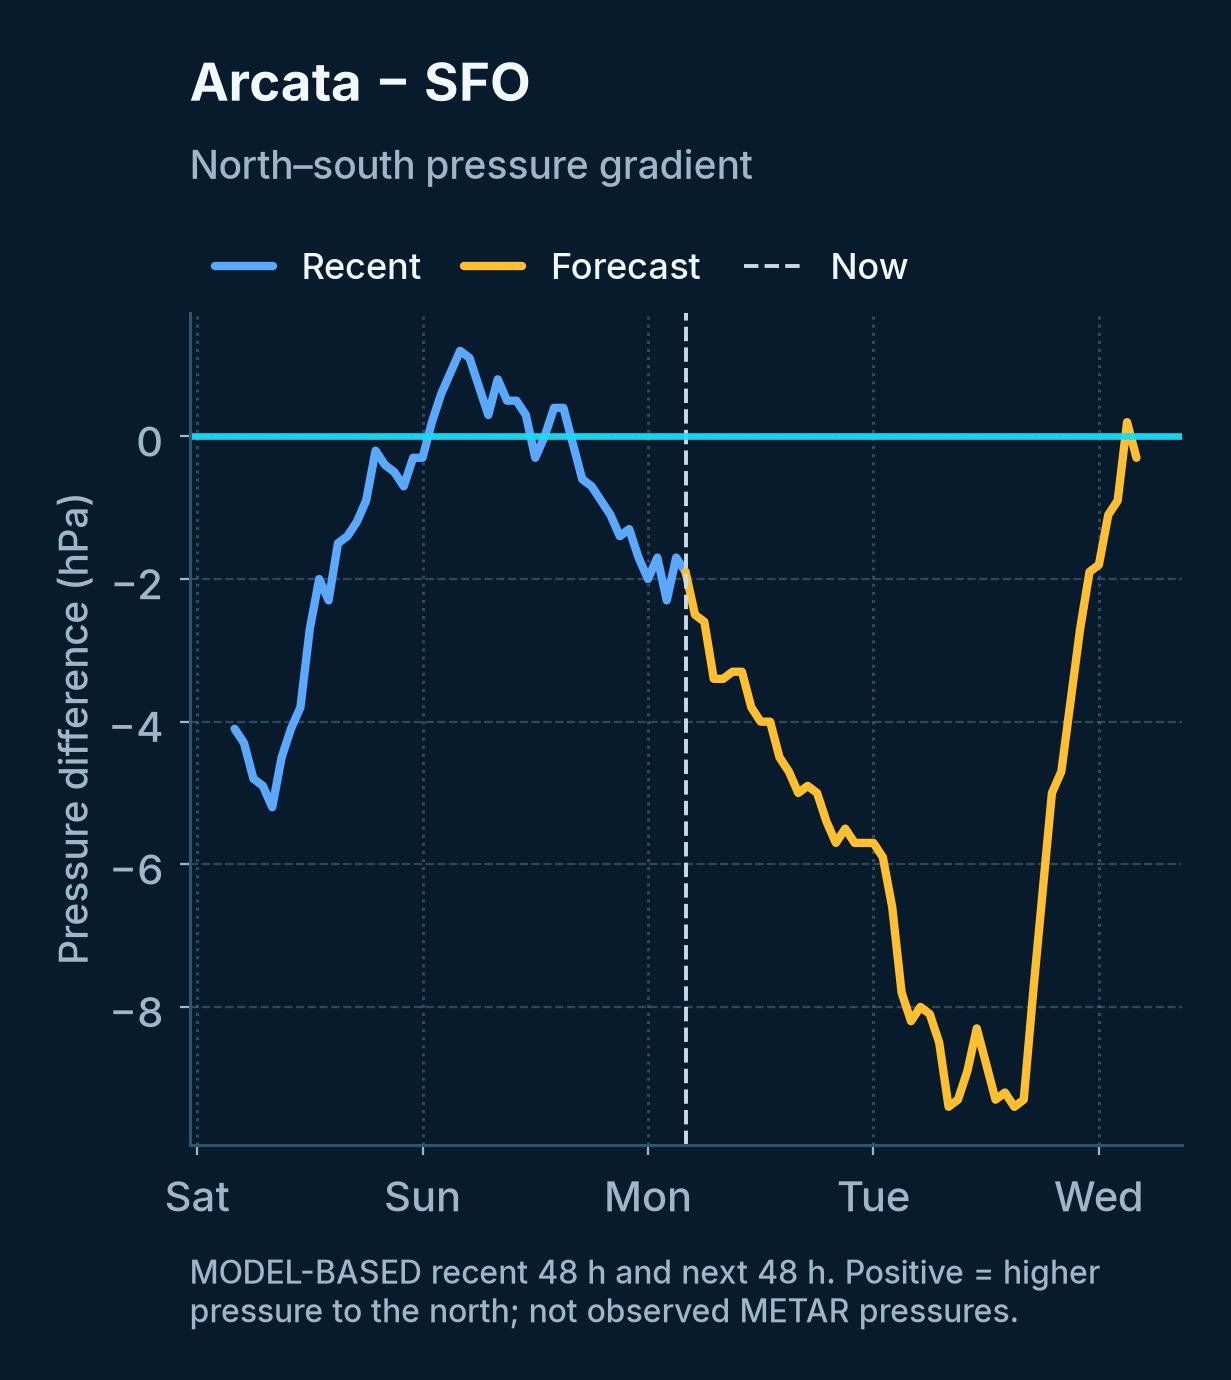 Arcata – SFO
North–south pressure gradient
Recent Forecast Now
Pressure difference (hPa)
0
−2
−4
−6
−8
Sat Sun Mon Tue Wed
MODEL-BASED recent 48 h and next 48 h. Positive = higher
pressure to the north; not observed METAR pressures.